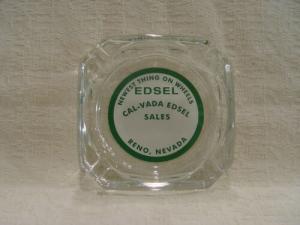 NEWEST THING ON WHEELS
EDSEL
CAL-VADA EDSEL
SALES
RENO, NEVADA